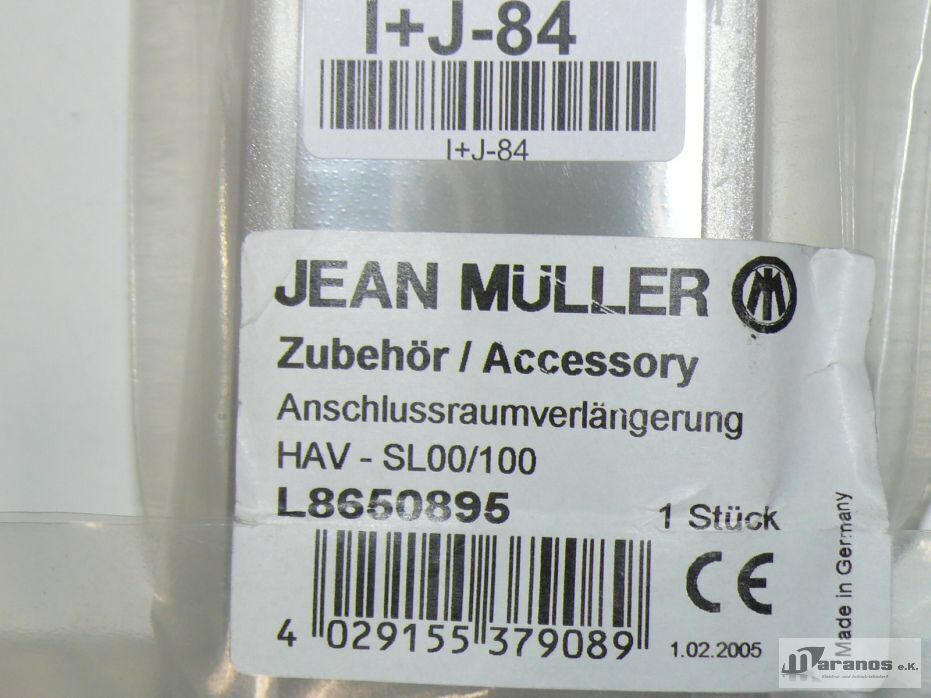 I+J-84
I+J-84
JEAN MÜLLER
Zubehör / Accessory
Anschlussraumverlängerung
HAV - SL00/100
L8650895
1 Stück
CE
4 029155 379089
1.02.2005
Made in Germany
Maranos e.K.